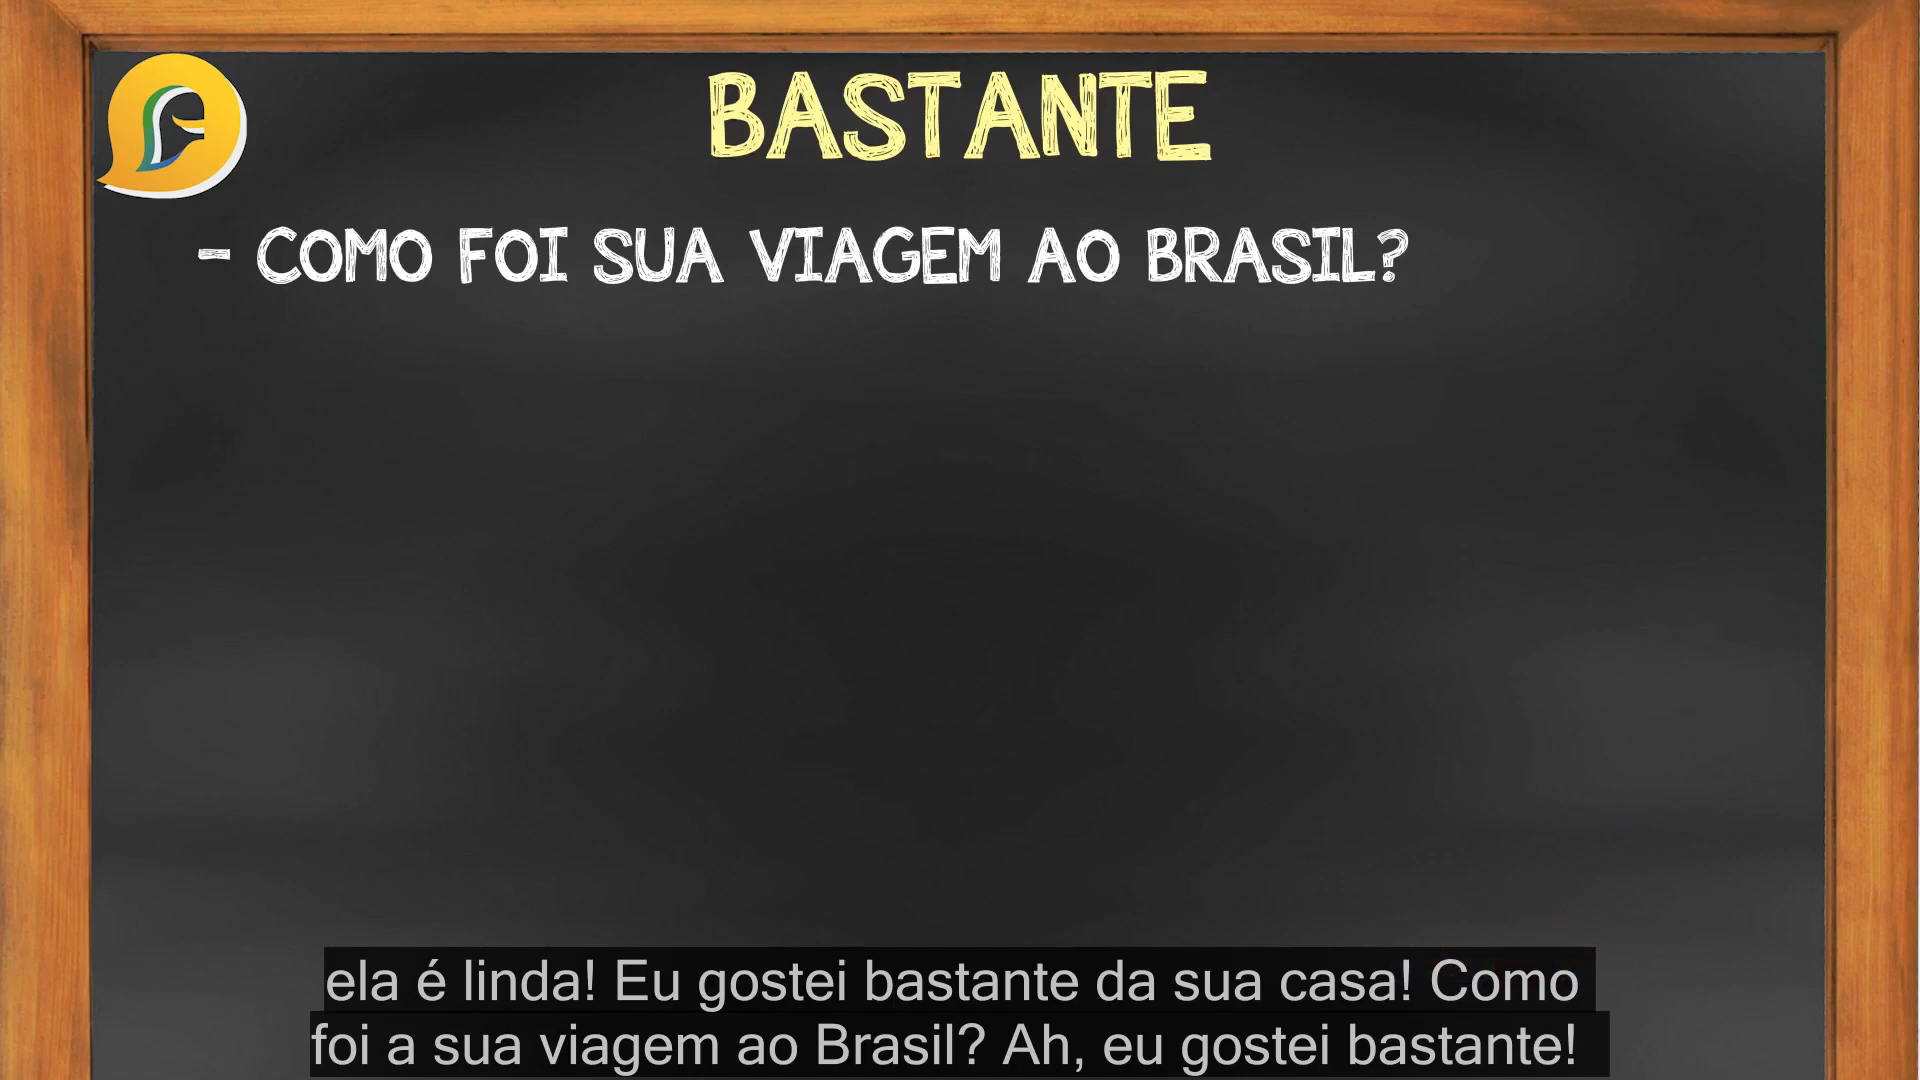 BASTANTE
- COMO FOI SUA VIAGEM AO BRASIL?
ela é linda! Eu gostei bastante da sua casa! Como
foi a sua viagem ao Brasil? Ah, eu gostei bastante!